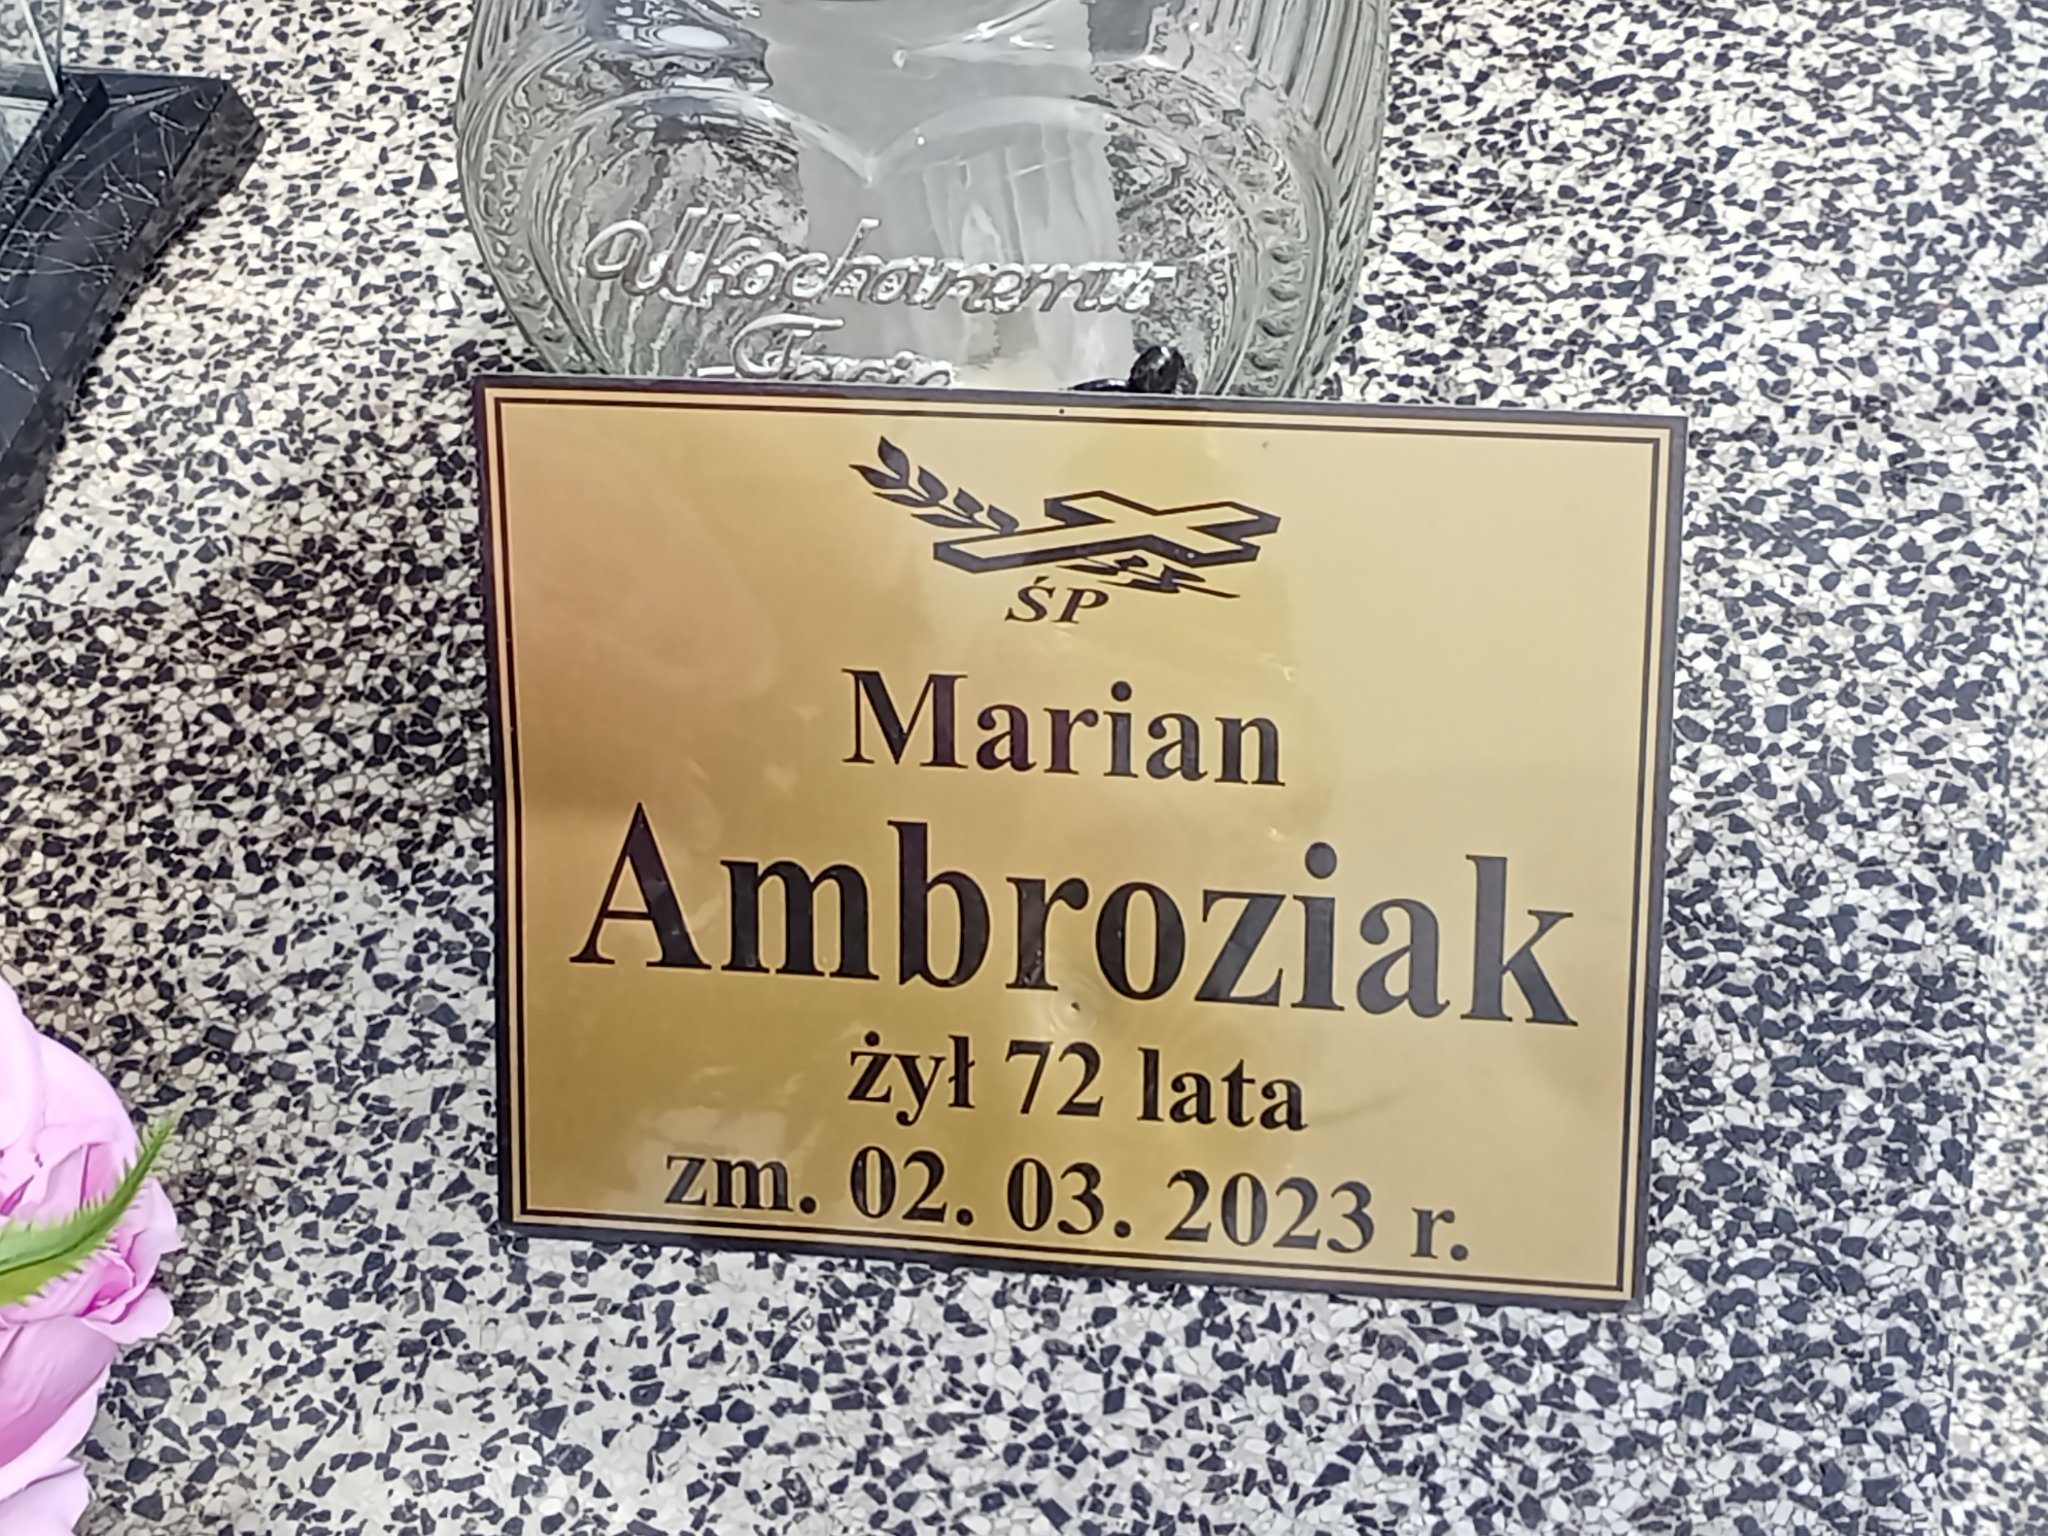 Ukochanemu
ŚP
Marian
Ambroziak
żył 72 lata
zm. 02. 03. 2023 r.